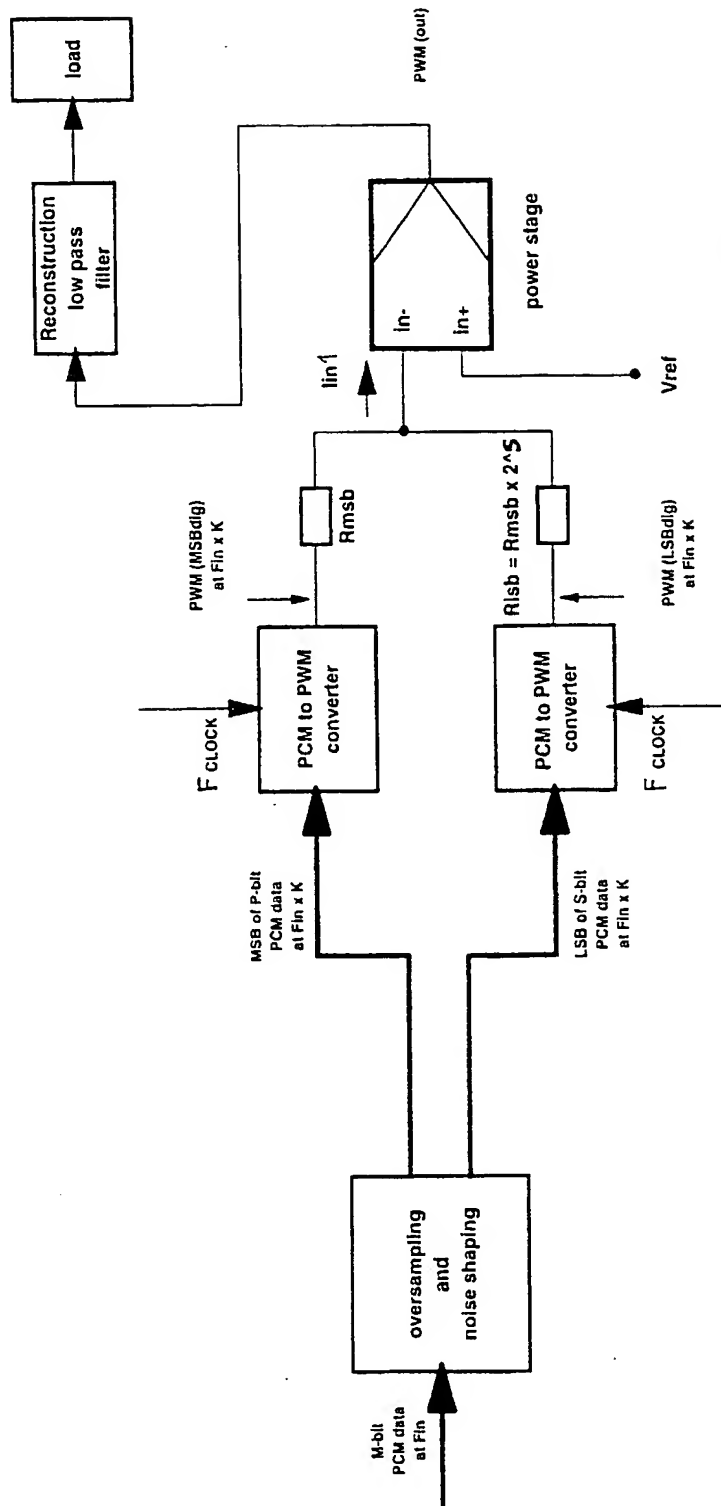 M-bit
PCM data
at Fin
oversampling
and
noise shaping
MSB of P-bit
PCM data
at Fin x K
LSB of S-bit
PCM data
at Fin x K
F CLOCK
PCM to PWM
converter
PCM to PWM
converter
F CLOCK
PWM (MSBdig)
at Fin x K
Rmsb
Rlsb = Rmsb x 2^S
PWM (LSBdig)
at Fin x K
Iin1
in-
in+
power stage
Vref
PWM (out)
Reconstruction
low pass
filter
load